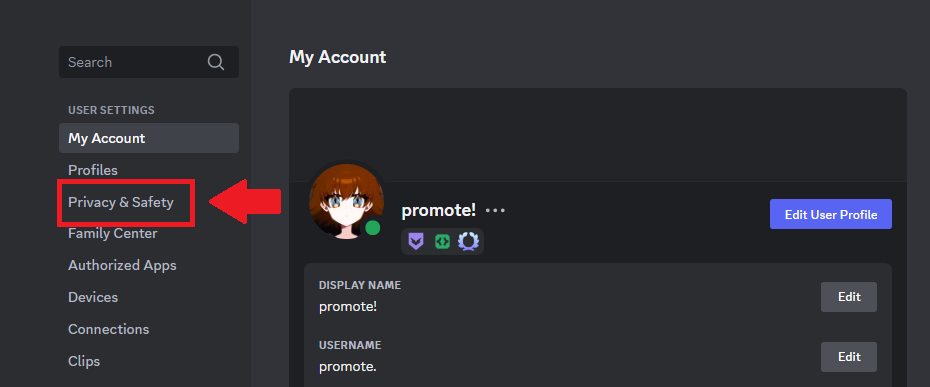 Search
USER SETTINGS
My Account
Profiles
Privacy & Safety
Family Center
Authorized Apps
Devices
Connections
Clips
My Account
promote!
Edit User Profile
DISPLAY NAME
promote!
Edit
USERNAME
promote.
Edit